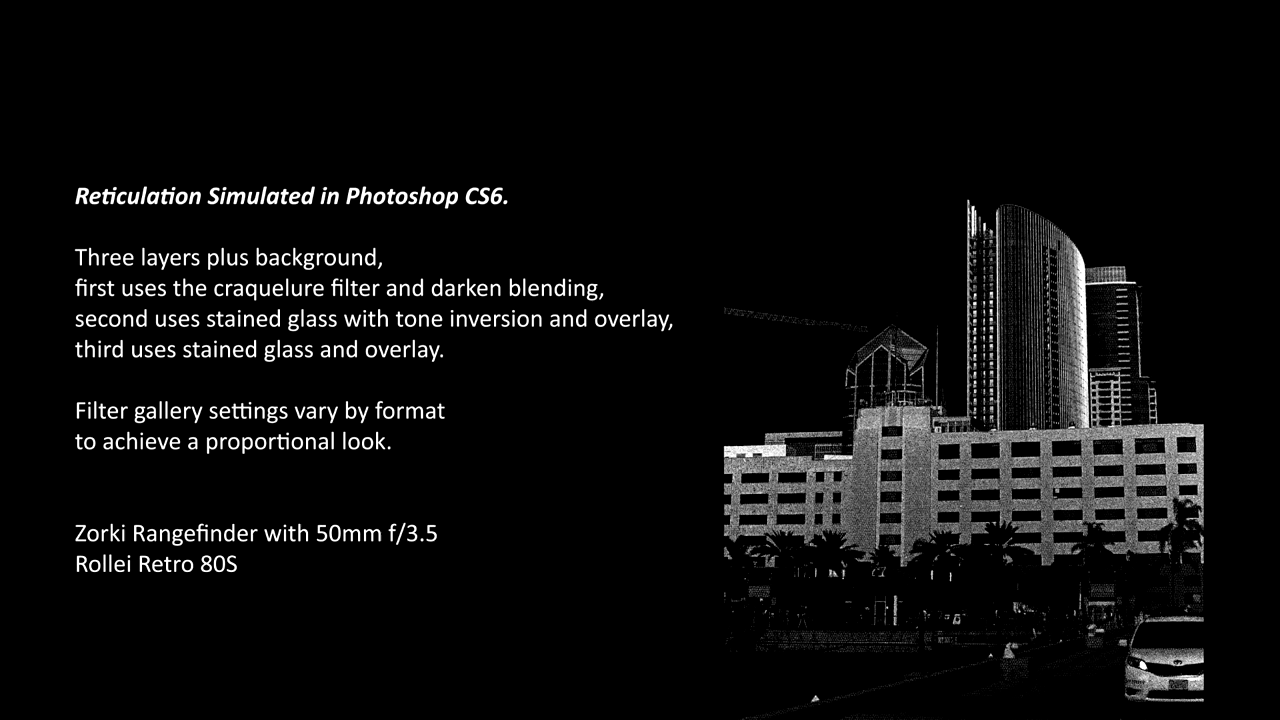 Reticulation Simulated in Photoshop CS6.
Three layers plus background,
first uses the craquelure filter and darken blending,
second uses stained glass with tone inversion and overlay,
third uses stained glass and overlay.
Filter gallery settings vary by format
to achieve a proportional look.
Zorki Rangefinder with 50mm f/3.5
Rollei Retro 80S